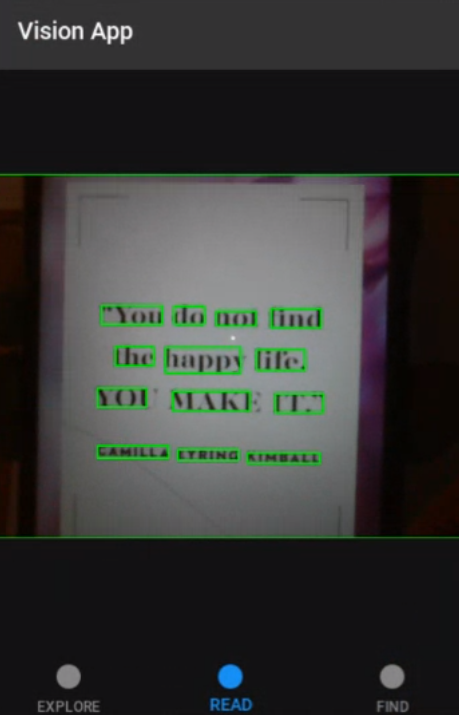 Vision App
"You do not find
the happy life.
YOU MAKE IT."
CAMILLA EYRING KIMBALL
EXPLORE READ FIND